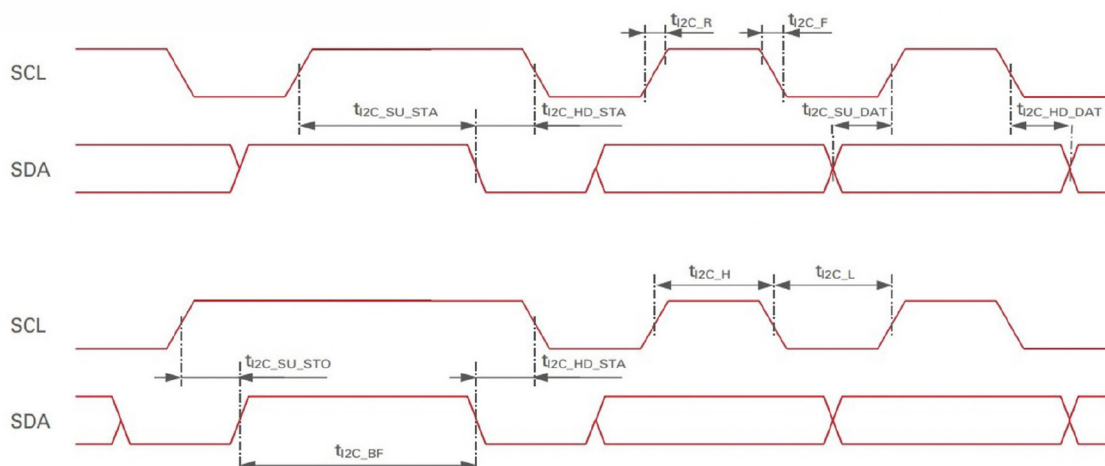 tI2C_R tI2C_F
SCL
tI2C_SU_STA tI2C_HD_STA tI2C_SU_DAT tI2C_HD_DAT
SDA
tI2C_H tI2C_L
SCL
tI2C_SU_STO tI2C_HD_STA
SDA
tI2C_BF